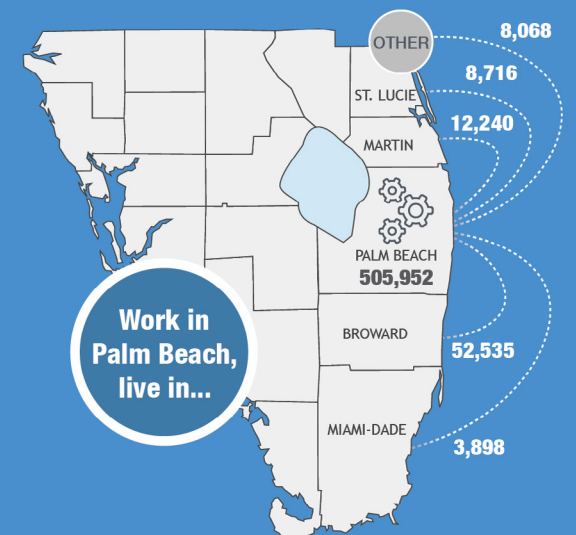 OTHER
8,068
8,716
ST. LUCIE
12,240
MARTIN
PALM BEACH
505,952
Work in
Palm Beach,
live in...
BROWARD
52,535
MIAMI-DADE
3,898